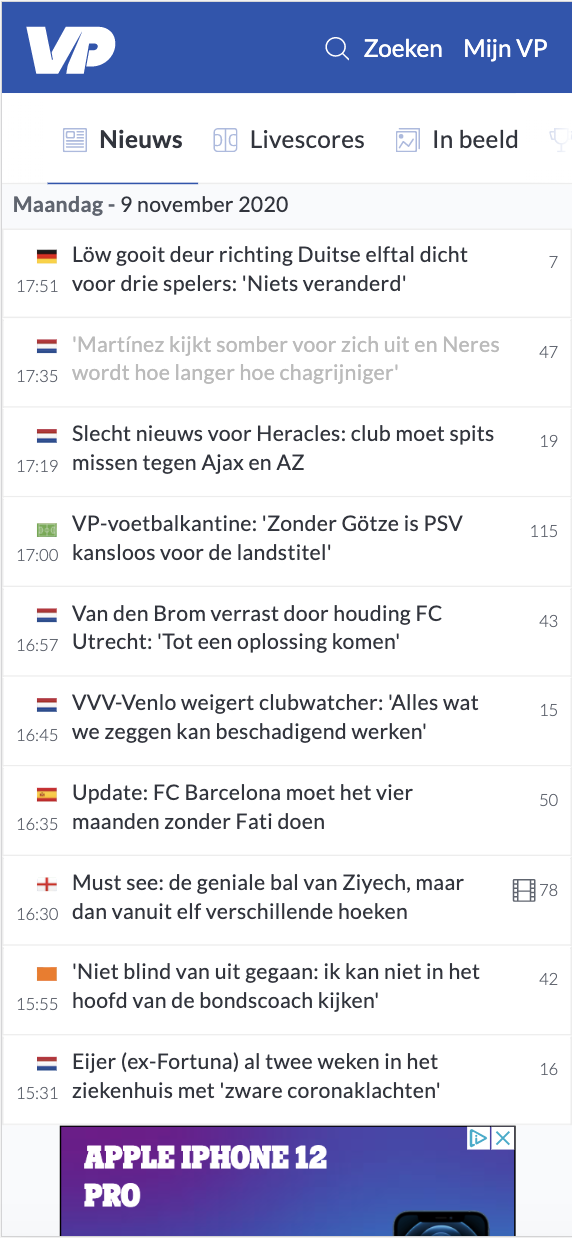 VP
Zoeken Mijn VP
Nieuws Livescores In beeld
Maandag - 9 november 2020
Löw gooit deur richting Duitse elftal dicht 7
17:51 voor drie spelers: 'Niets veranderd'
'Martínez kijkt somber voor zich uit en Neres 47
17:35 wordt hoe langer hoe chagrijniger'
Slecht nieuws voor Heracles: club moet spits 19
17:19 missen tegen Ajax en AZ
VP-voetbalkantine: 'Zonder Götze is PSV 115
17:00 kansloos voor de landstitel'
Van den Brom verrast door houding FC 43
16:57 Utrecht: 'Tot een oplossing komen'
VVV-Venlo weigert clubwatcher: 'Alles wat 15
16:45 we zeggen kan beschadigend werken'
Update: FC Barcelona moet het vier 50
16:35 maanden zonder Fati doen
Must see: de geniale bal van Ziyech, maar 78
16:30 dan vanuit elf verschillende hoeken
'Niet blind van uit gegaan: ik kan niet in het 42
15:55 hoofd van de bondscoach kijken'
Eijer (ex-Fortuna) al twee weken in het 16
15:31 ziekenhuis met 'zware coronaklachten'
APPLE IPHONE 12
PRO